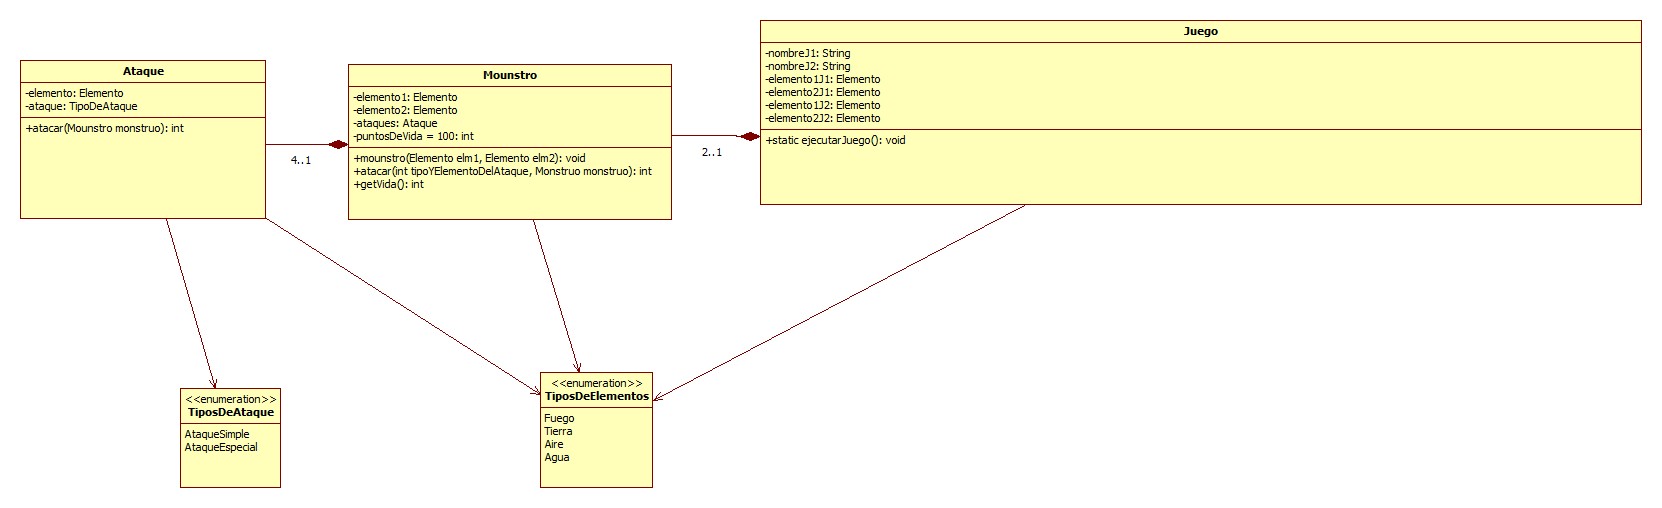 Ataque
-elemento: Elemento
-ataque: TipoDeAtaque
+atacar(Mounstro monstruo): int
4..1
Mounstro
-elemento1: Elemento
-elemento2: Elemento
-ataques: Ataque
-puntosDeVida = 100: int
+mounstro(Elemento elm1, Elemento elm2): void
+atacar(int tipoYElementoDelAtaque, Monstruo monstruo): int
+getVida(): int
2..1
Juego
-nombreJ1: String
-nombreJ2: String
-elemento1J1: Elemento
-elemento2J1: Elemento
-elemento1J2: Elemento
-elemento2J2: Elemento
+static ejecutarJuego(): void
<<enumeration>>
TiposDeAtaque
AtaqueSimple
AtaqueEspecial
<<enumeration>>
TiposDeElementos
Fuego
Tierra
Aire
Agua